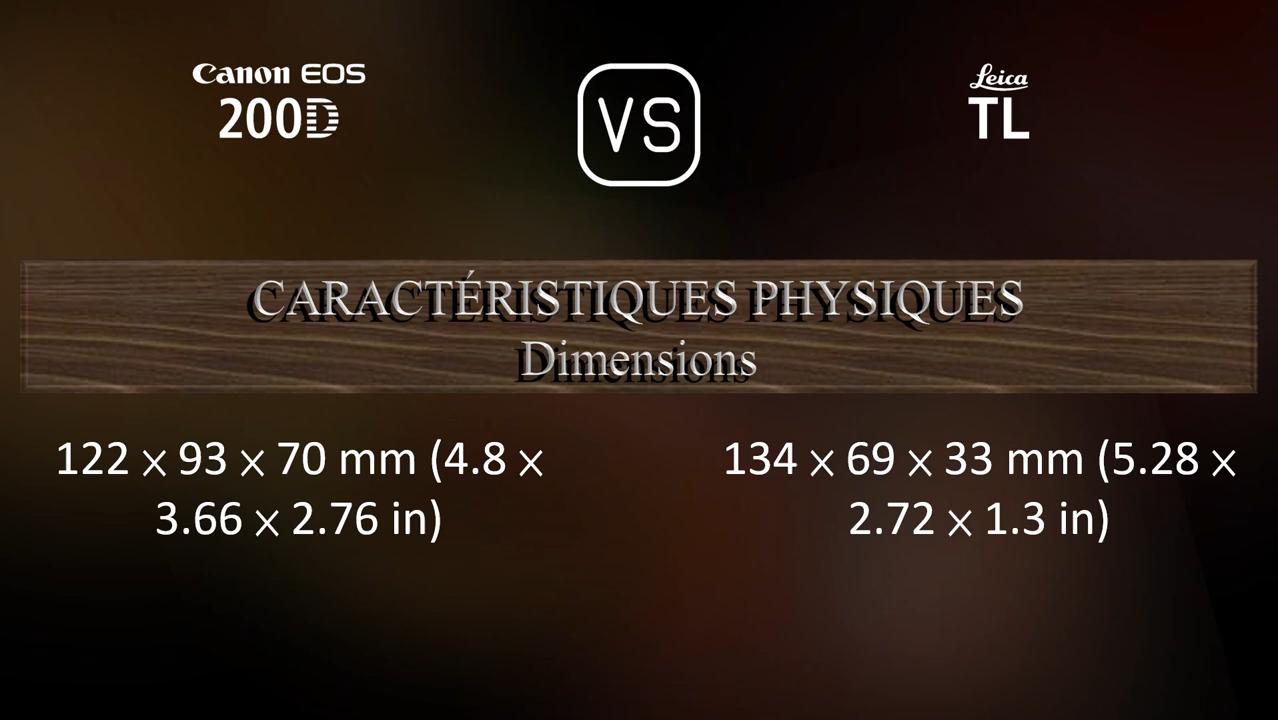 Canon EOS
200D
VS
Leica
TL
CARACTÉRISTIQUES PHYSIQUES
Dimensions
122 x 93 x 70 mm (4.8 x
3.66 x 2.76 in)
134 x 69 x 33 mm (5.28 x
2.72 x 1.3 in)